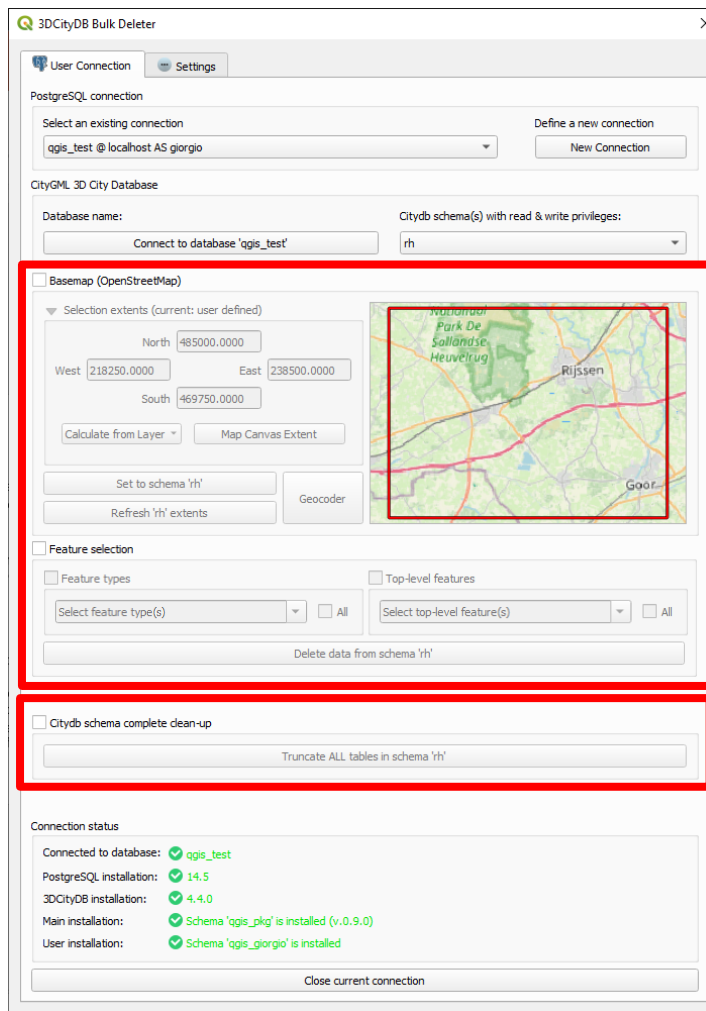 3DCityDB Bulk Deleter
User Connection
Settings
PostgreSQL connection
Select an existing connection
Define a new connection
qgis_test @ localhost AS giorgio
New Connection
CityGML 3D City Database
Database name:
Citydb schema(s) with read & write privileges:
Connect to database 'qgis_test'
rh
Basemap (OpenStreetMap)
Selection extents (current: user defined)
North 485000.0000
West 218250.0000
East 238500.0000
South 469750.0000
Calculate from Layer
Map Canvas Extent
Set to schema 'rh'
Refresh 'rh' extents
Geocoder
Nationaal
Park De
Sallandse
Heuvelrug
Rijssen
Goor
Feature selection
Feature types
Top-level features
Select feature type(s)
All
Select top-level feature(s)
All
Delete data from schema 'rh'
Citydb schema complete clean-up
Truncate ALL tables in schema 'rh'
Connection status
Connected to database: qgis_test
PostgreSQL installation: 14.5
3DCityDB installation: 4.4.0
Main installation: Schema 'qgis_pkg' is installed (v.0.9.0)
User installation: Schema 'qgis_giorgio' is installed
Close current connection